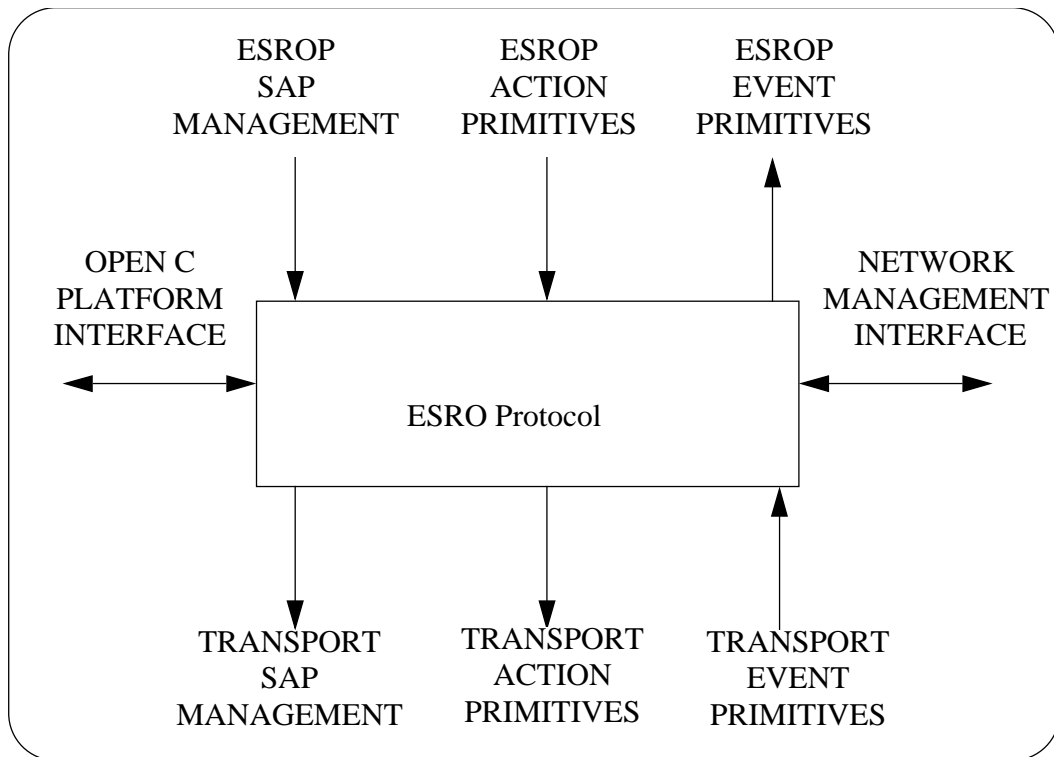 ESROP
SAP
MANAGEMENT
ESROP
ACTION
PRIMITIVES
ESROP
EVENT
PRIMITIVES
OPEN C
PLATFORM
INTERFACE
NETWORK
MANAGEMENT
INTERFACE
ESRO Protocol
TRANSPORT
SAP
MANAGEMENT
TRANSPORT
ACTION
PRIMITIVES
TRANSPORT
EVENT
PRIMITIVES